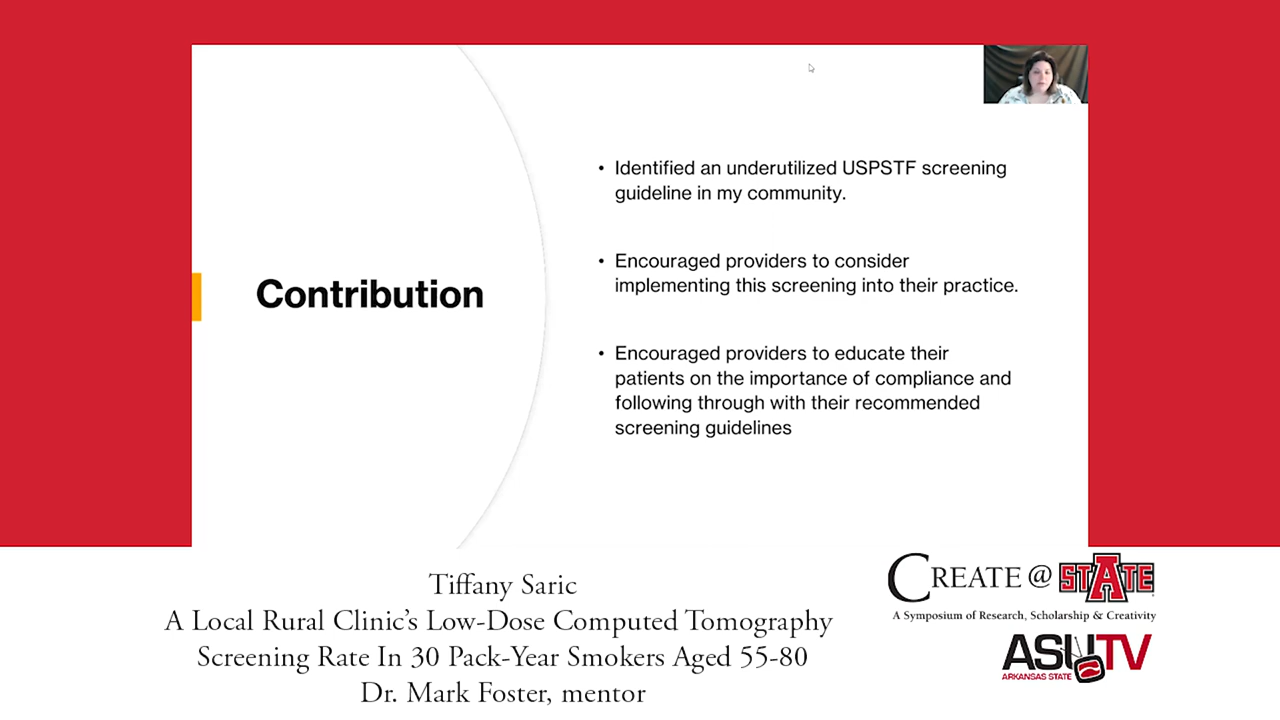 Contribution
• Identified an underutilized USPSTF screening
guideline in my community.
• Encouraged providers to consider
implementing this screening into their practice.
• Encouraged providers to educate their
patients on the importance of compliance and
following through with their recommended
screening guidelines
Tiffany Saric
A Local Rural Clinic's Low-Dose Computed Tomography
Screening Rate In 30 Pack-Year Smokers Aged 55-80
Dr. Mark Foster, mentor
CREATE @ STATE
A Symposium of Research, Scholarship & Creativity
ASUTV
ARKANSAS STATE